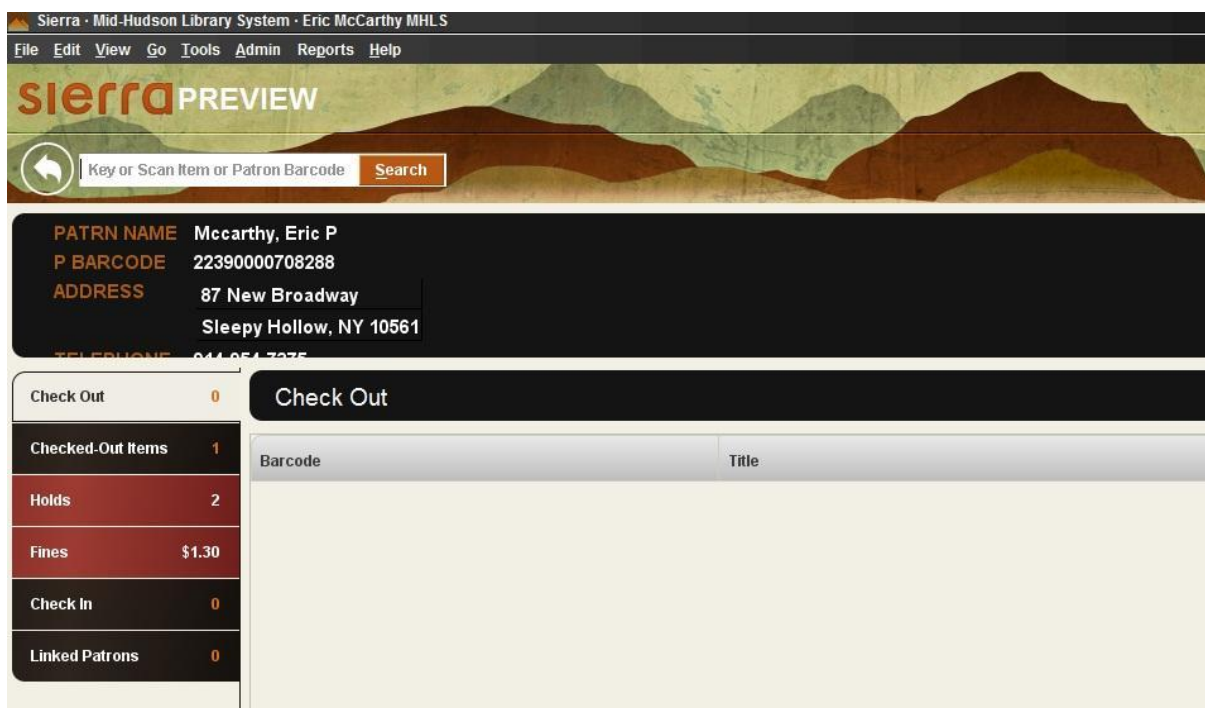 Sierra · Mid-Hudson Library System · Eric McCarthy MHLS
File Edit View Go Tools Admin Reports Help
sierra PREVIEW
Key or Scan Item or Patron Barcode Search
PATRN NAME Mccarthy, Eric P
P BARCODE 22390000708288
ADDRESS 87 New Broadway
Sleepy Hollow, NY 10561
TELEPHONE
Check Out 0
Check Out
Checked-Out Items 1
Barcode Title
Holds 2
Fines $1.30
Check In 0
Linked Patrons 0